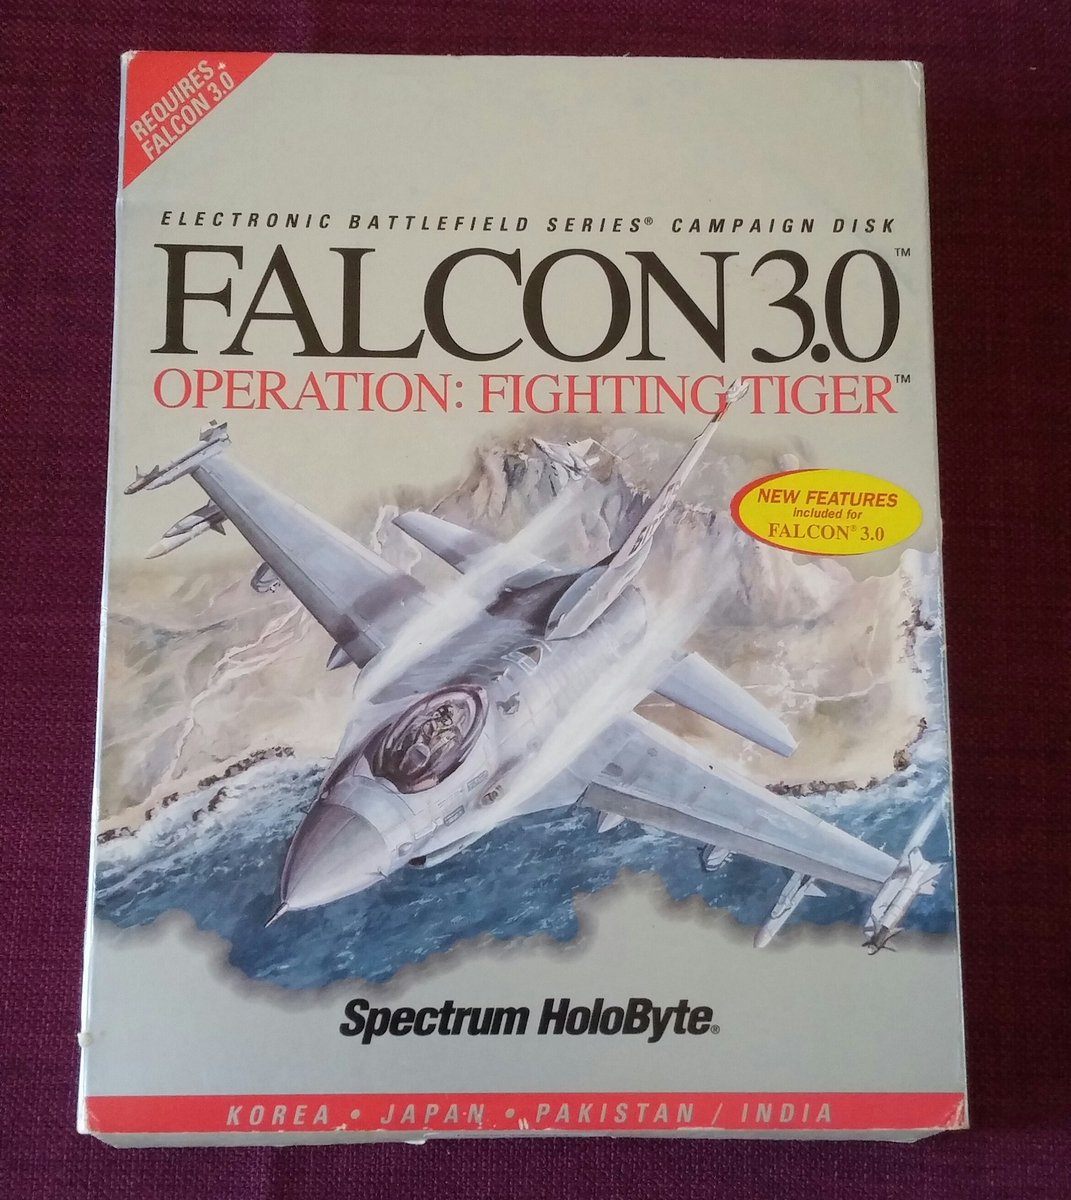 REQUIRES
FALCON 3.0
ELECTRONIC BATTLEFIELD SERIES® CAMPAIGN DISK
FALCON 3.0™
OPERATION: FIGHTING TIGER™
NEW FEATURES
included for
FALCON® 3.0
Spectrum HoloByte®
KOREA • JAPAN • PAKISTAN / INDIA